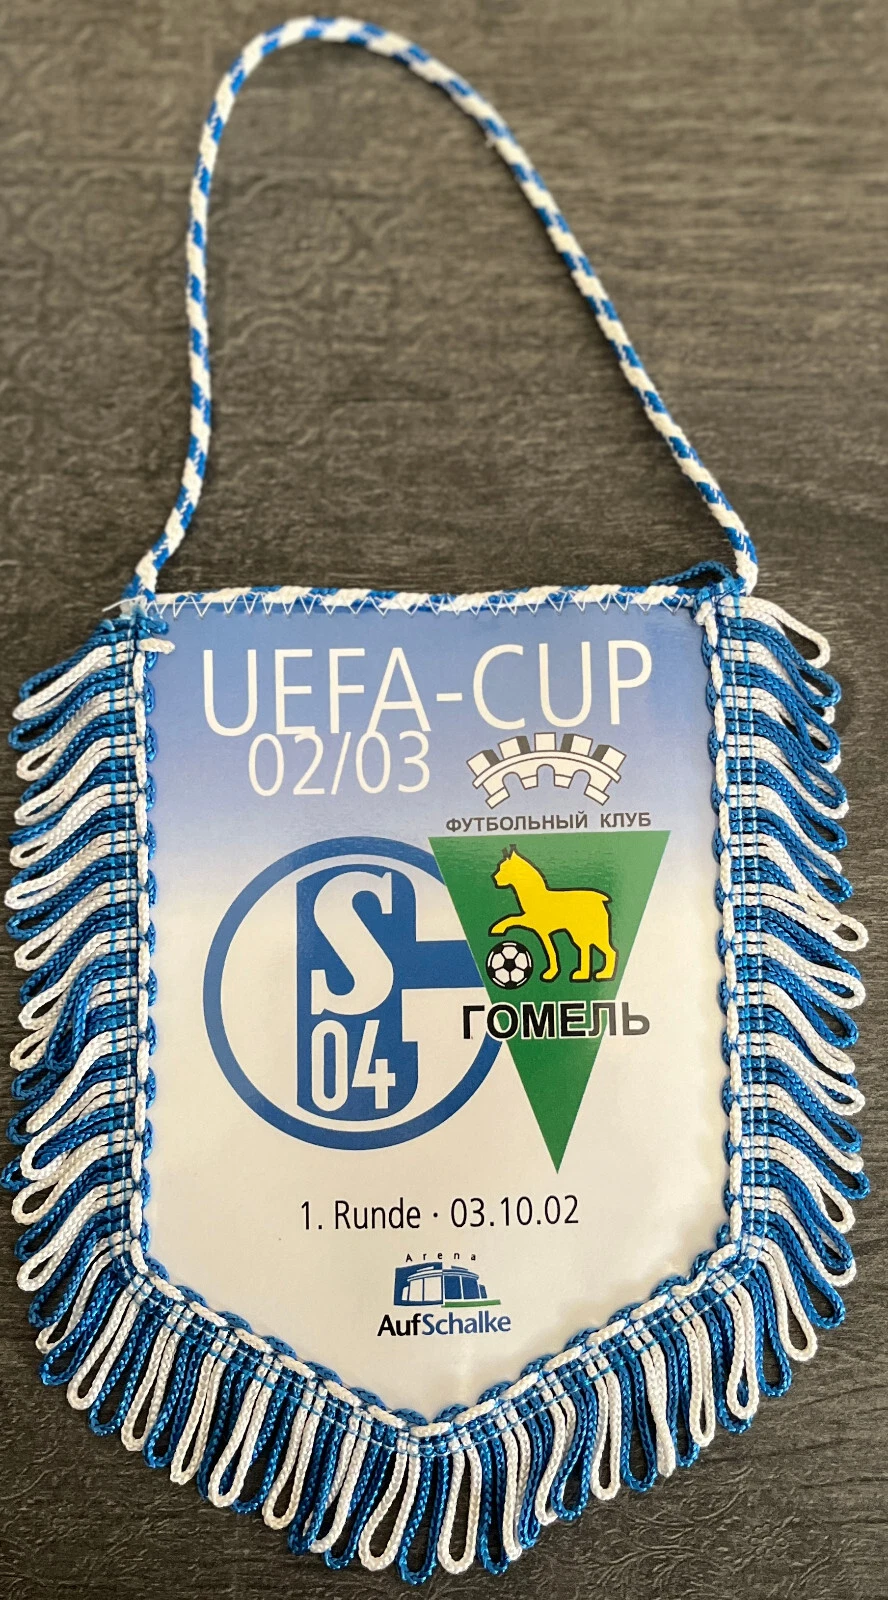 UEFA-CUP
02/03
ФУТБОЛЬНЫЙ КЛУБ
S
04
ГОМЕЛЬ
1. Runde · 03.10.02
Arena
AufSchalke